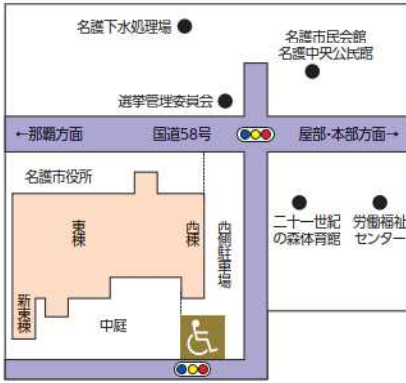 名護下水処理場
名護市民会館
名護中央公民館
選挙管理委員会
←那覇方面
国道58号
屋部・本部方面→
名護市役所
東棟
西棟
西側駐車場
二十一世紀
の森体育館
労働福祉
センター
新東棟
中庭